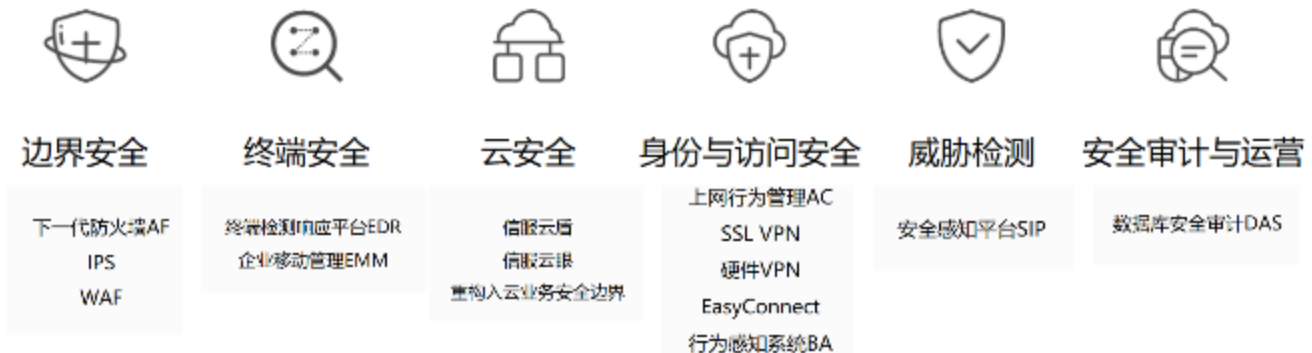 边界安全
下一代防火墙AF
IPS
WAF
终端安全
终端检测响应平台EDR
企业移动管理EMM
云安全
信服云盾
信服云眼
重构入云业务安全边界
身份与访问安全
上网行为管理AC
SSL VPN
硬件VPN
EasyConnect
行为感知系统BA
威胁检测
安全感知平台SIP
安全审计与运营
数据库安全审计DAS